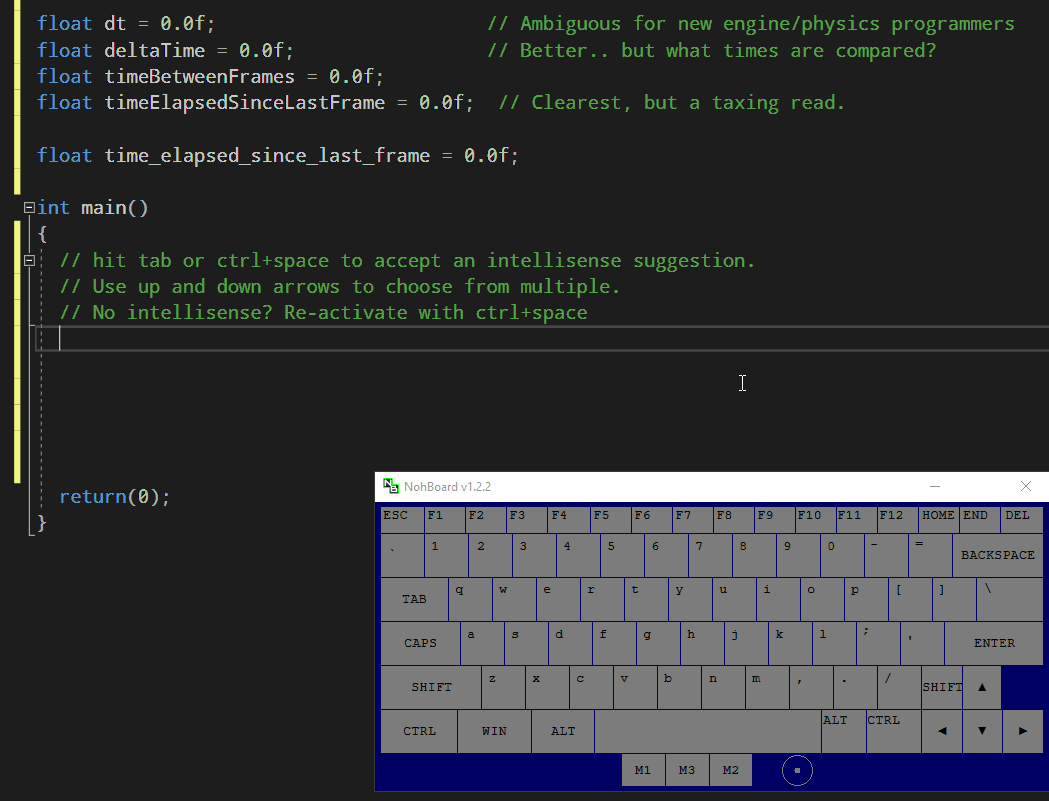 float dt = 0.0f; // Ambiguous for new engine/physics programmers
float deltaTime = 0.0f; // Better.. but what times are compared?
float timeBetweenFrames = 0.0f;
float timeElapsedSinceLastFrame = 0.0f; // Clearest, but a taxing read.
float time_elapsed_since_last_frame = 0.0f;
int main()
{
// hit tab or ctrl+space to accept an intellisense suggestion.
// Use up and down arrows to choose from multiple.
// No intellisense? Re-activate with ctrl+space
return(0);
}
NohBoard v1.2.2
ESC F1 F2 F3 F4 F5 F6 F7 F8 F9 F10 F11 F12 HOME END DEL
` 1 2 3 4 5 6 7 8 9 0 - = BACKSPACE
TAB q w e r t y u i o p [ ] \
CAPS a s d f g h j k l ; ' ENTER
SHIFT z x c v b n m , . / SHIFT ▲
CTRL WIN ALT ALT CTRL ◄ ▼ ►
M1 M3 M2